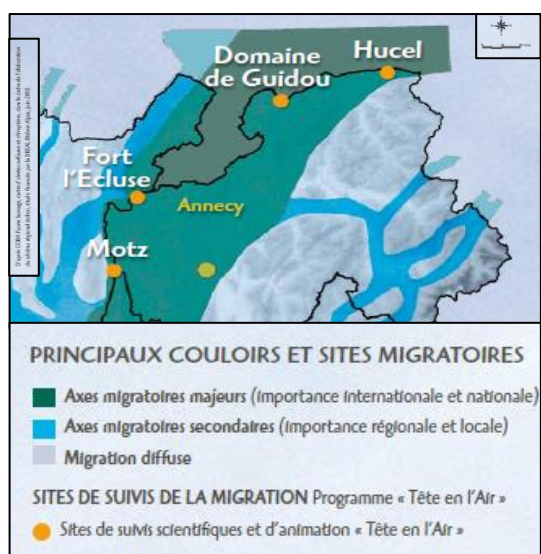 Domaine
de Guidou
Hucel
Fort
l'Ecluse
Annecy
Motz
PRINCIPAUX COULOIRS ET SITES MIGRATOIRES
Axes migratoires majeurs (importance internationale et nationale)
Axes migratoires secondaires (importance régionale et locale)
Migration diffuse
SITES DE SUIVIS DE LA MIGRATION Programme « Tête en l'Air »
Sites de suivis scientifiques et d'animation « Tête en l'Air »